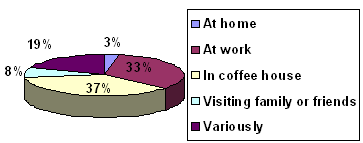 3%
33%
37%
8%
19%
At home
At work
In coffee house
Visiting family or friends
Variously